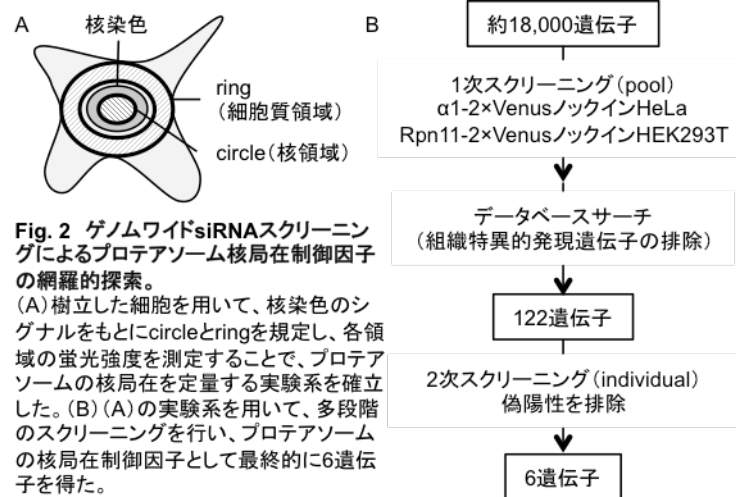 A
核染色
ring
(細胞質領域)
circle(核領域)
Fig. 2 ゲノムワイドsiRNAスクリーニン
グによるプロテアソーム核局在制御因子
の網羅的探索。
(A)樹立した細胞を用いて、核染色のシ
グナルをもとにcircleとringを規定し、各領
域の蛍光強度を測定することで、プロテア
ソームの核局在を定量する実験系を確立
した。(B)(A)の実験系を用いて、多段階
のスクリーニングを行い、プロテアソーム
の核局在制御因子として最終的に6遺伝
子を得た。
B
約18,000遺伝子
1次スクリーニング(pool)
α1-2×VenusノックインHeLa
Rpn11-2×VenusノックインHEK293T
データベースサーチ
(組織特異的発現遺伝子の排除)
122遺伝子
2次スクリーニング(individual)
偽陽性を排除
6遺伝子